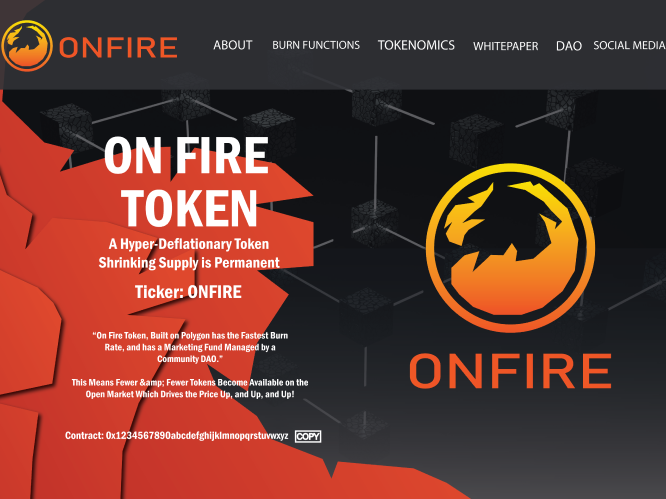 ONFIRE
ABOUT
BURN FUNCTIONS
TOKENOMICS
WHITEPAPER
DAO
SOCIAL MEDIA
ON FIRE
TOKEN
A Hyper-Deflationary Token
Shrinking Supply is Permanent
Ticker: ONFIRE
“On Fire Token, Built on Polygon has the Fastest Burn
Rate, and has a Marketing Fund Managed by a
Community DAO.”
This Means Fewer &amp; Fewer Tokens Become Available on the
Open Market Which Drives the Price Up, and Up, and Up!
Contract: 0x1234567890abcdefghijklmnopqrstuvwxyz COPY
ONFIRE